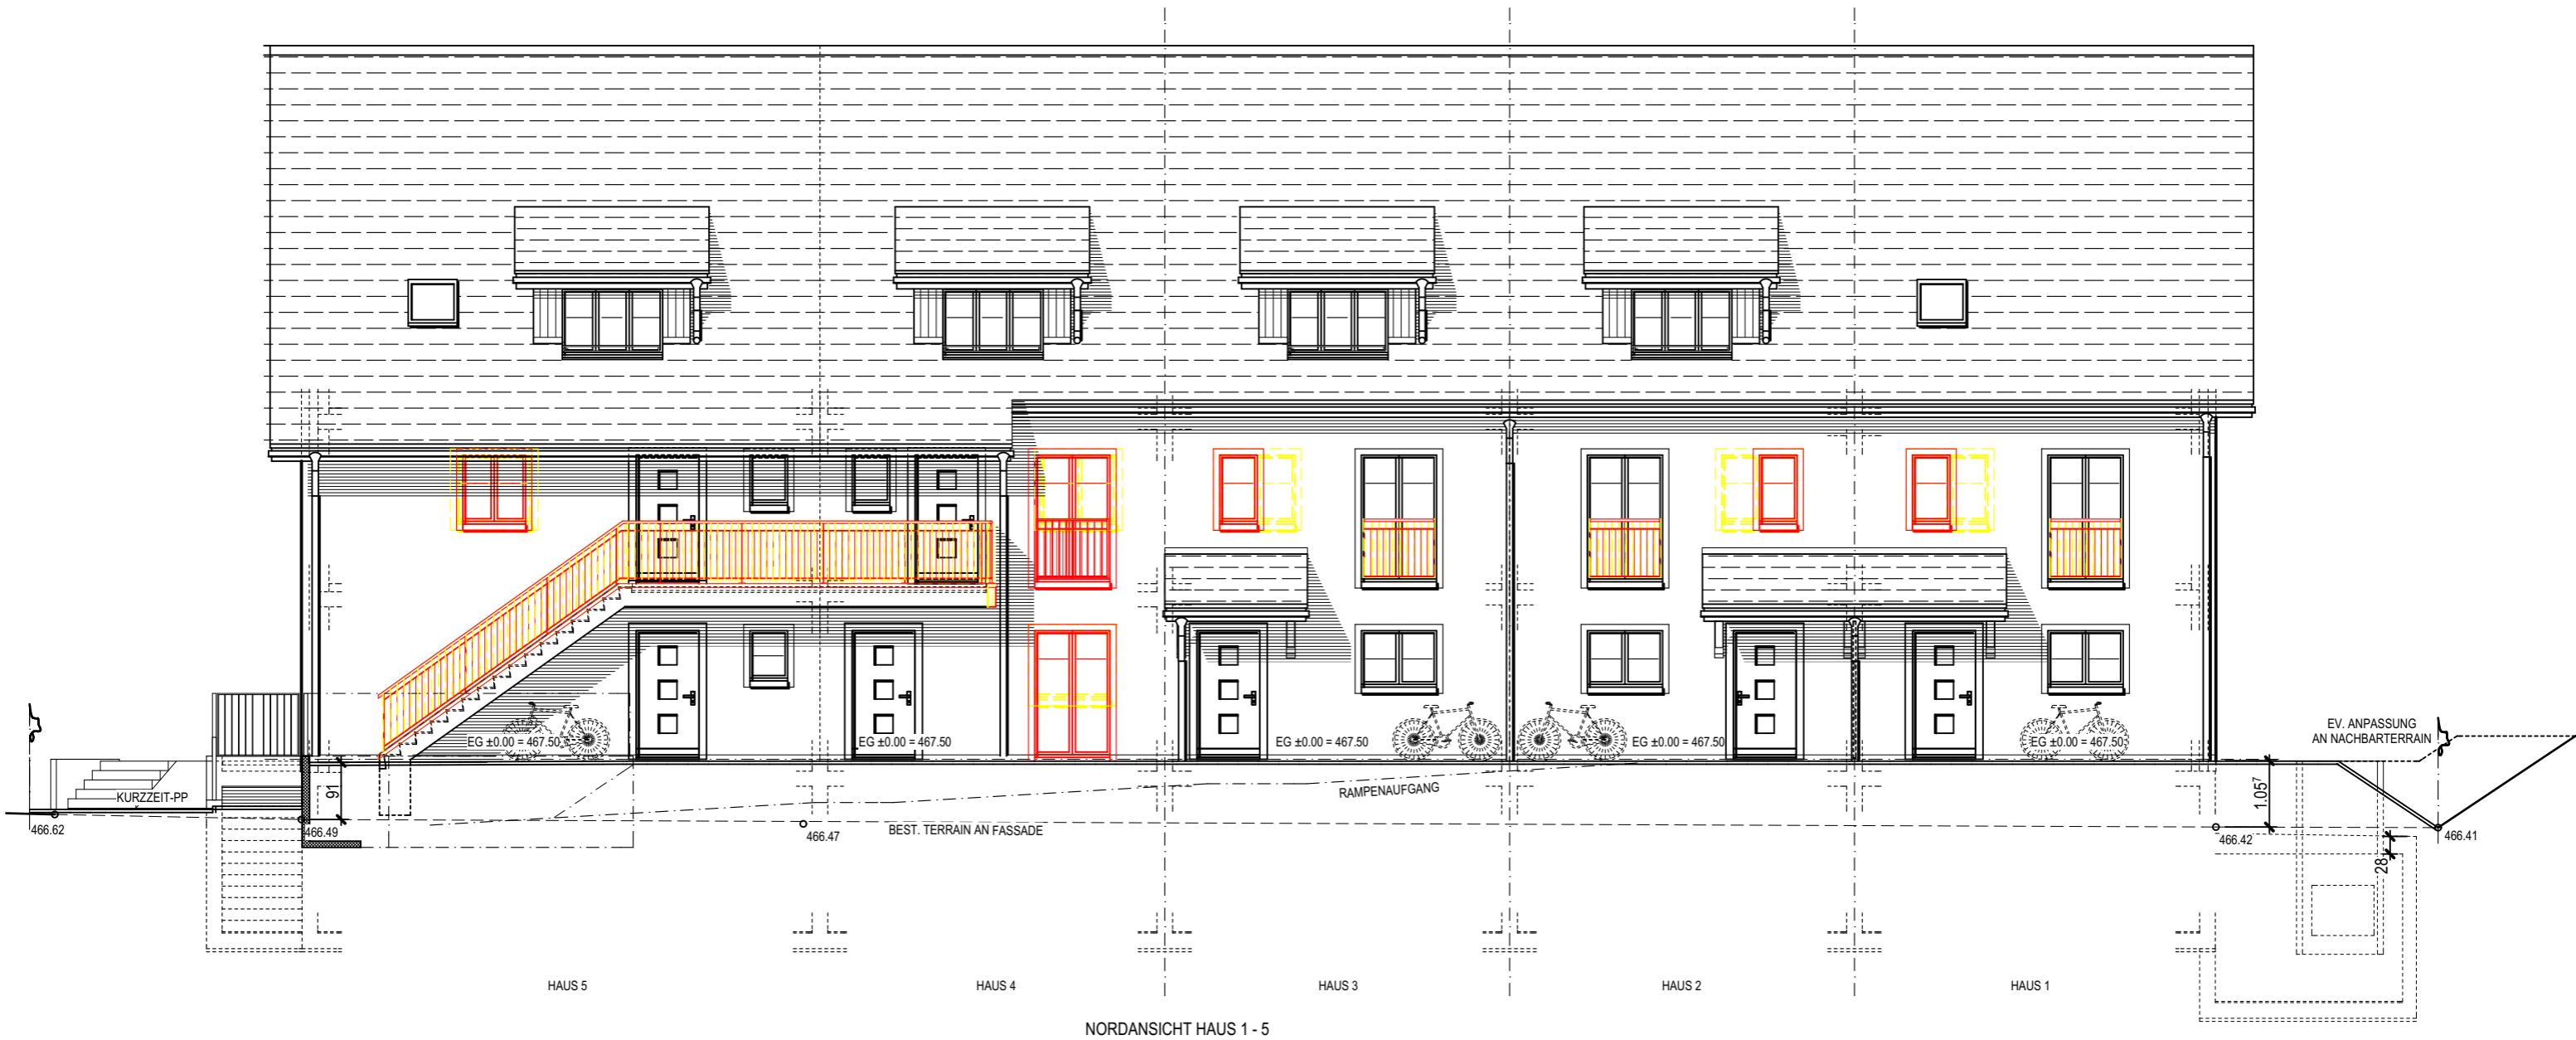 EG ±0.00 = 467.50
EG ±0.00 = 467.50
EG ±0.00 = 467.50
EG ±0.00 = 467.50
EG ±0.00 = 467.50
EV. ANPASSUNG
AN NACHBARTERRAIN
KURZZEIT-PP
91
RAMPENAUFGANG
1.05⁷
466.62
466.49
466.47
BEST. TERRAIN AN FASSADE
466.42
466.41
28
HAUS 5
HAUS 4
HAUS 3
HAUS 2
HAUS 1
NORDANSICHT HAUS 1 - 5